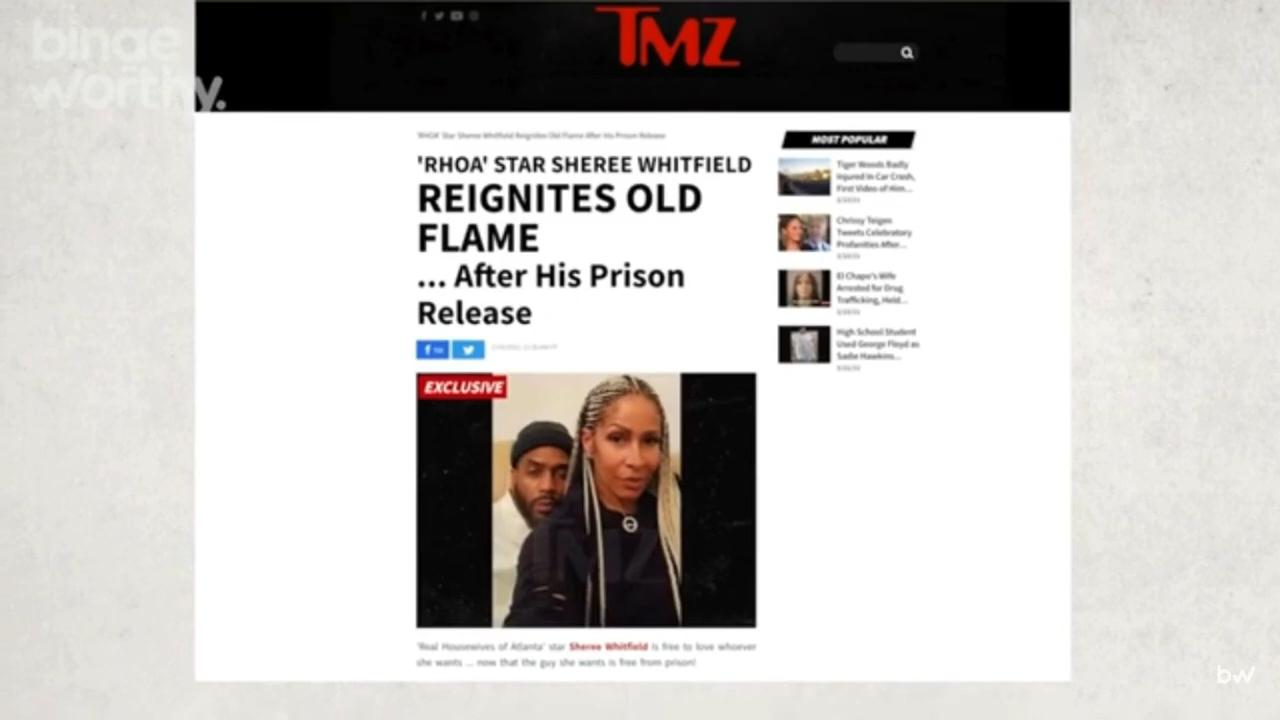 binge
worthy.
TMZ
'RHOA' Star Sheree Whitfield Reignites Old Flame After His Prison Release
'RHOA' STAR SHEREE WHITFIELD
REIGNITES OLD
FLAME
... After His Prison
Release
EXCLUSIVE
TMZ
'Real Housewives of Atlanta' star Sheree Whitfield is free to love whoever
she wants ... now that the guy she wants is free from prison!
MOST POPULAR
Tiger Woods Badly
Injured In Car Crash,
First Video of Him...
Chrissy Teigen
Tweets Celebratory
Profanities After...
El Chapo's Wife
Arrested for Drug
Trafficking, Held...
High School Student
Used George Floyd as
Sadie Hawkins...
bw